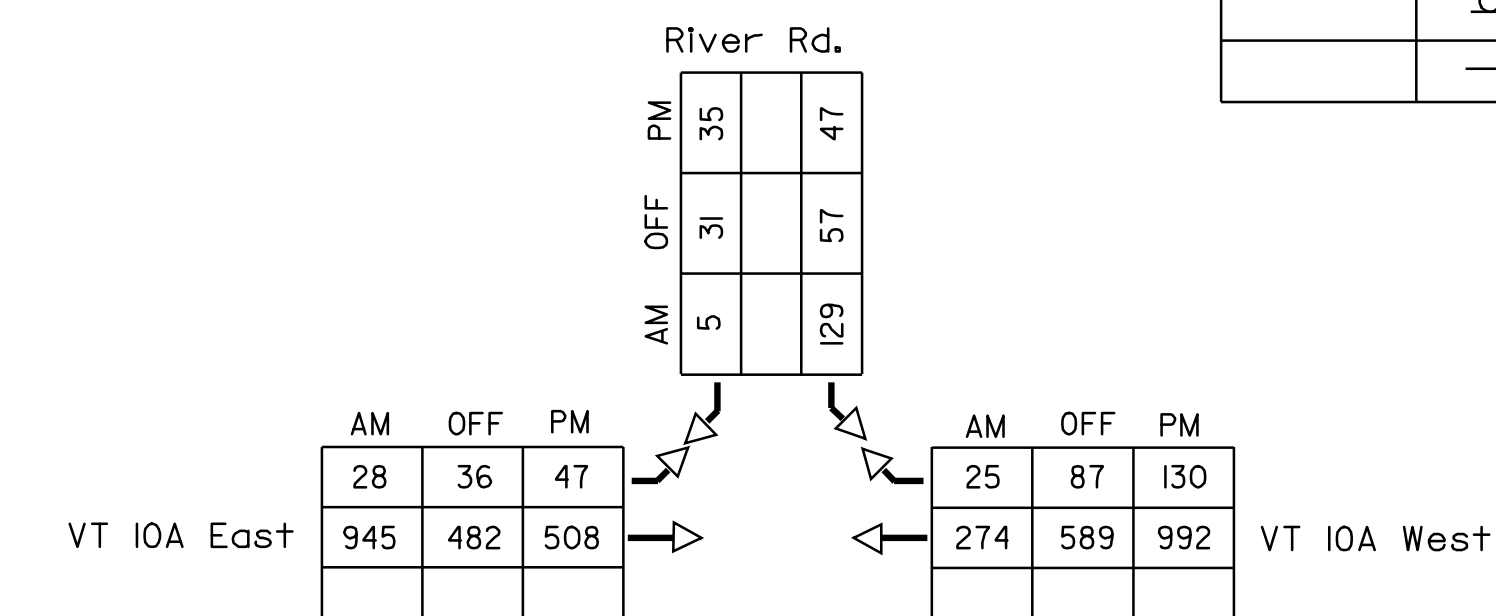 River Rd.
PM 35 47
OFF 31 57
AM 5 129
AM OFF PM
28 36 47
VT 10A East 945 482 508
AM OFF PM
25 87 130
274 589 992 VT 10A West